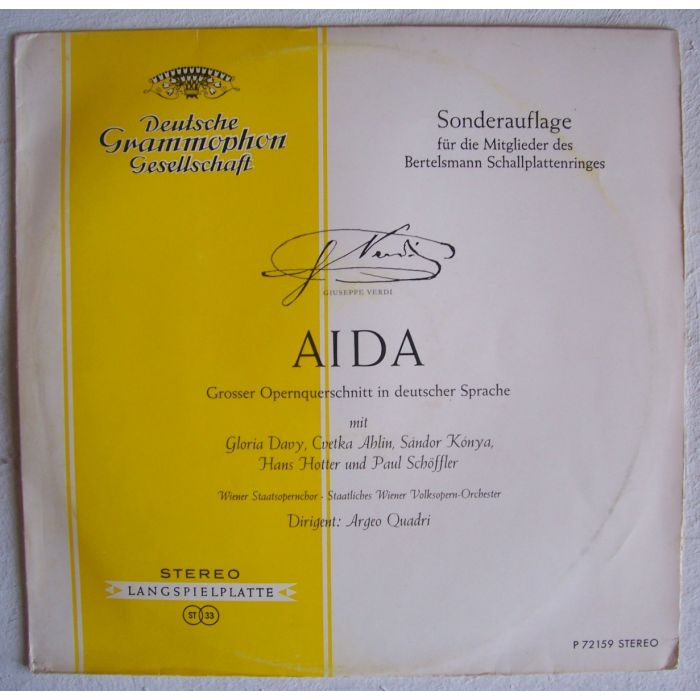 Deutsche
Grammophon
Gesellschaft
Sonderauflage
für die Mitglieder des
Bertelsmann Schallplattenringes
G Verdi
GIUSEPPE VERDI
AIDA
Grosser Opernquerschnitt in deutscher Sprache
mit
Gloria Davy, Cvetka Ahlin, Sándor Kónya,
Hans Hotter und Paul Schöffler
Wiener Staatsopernchor · Staatliches Wiener Volksopern-Orchester
Dirigent: Argeo Quadri
STEREO
LANGSPIELPLATTE
ST 33
P 72159 STEREO